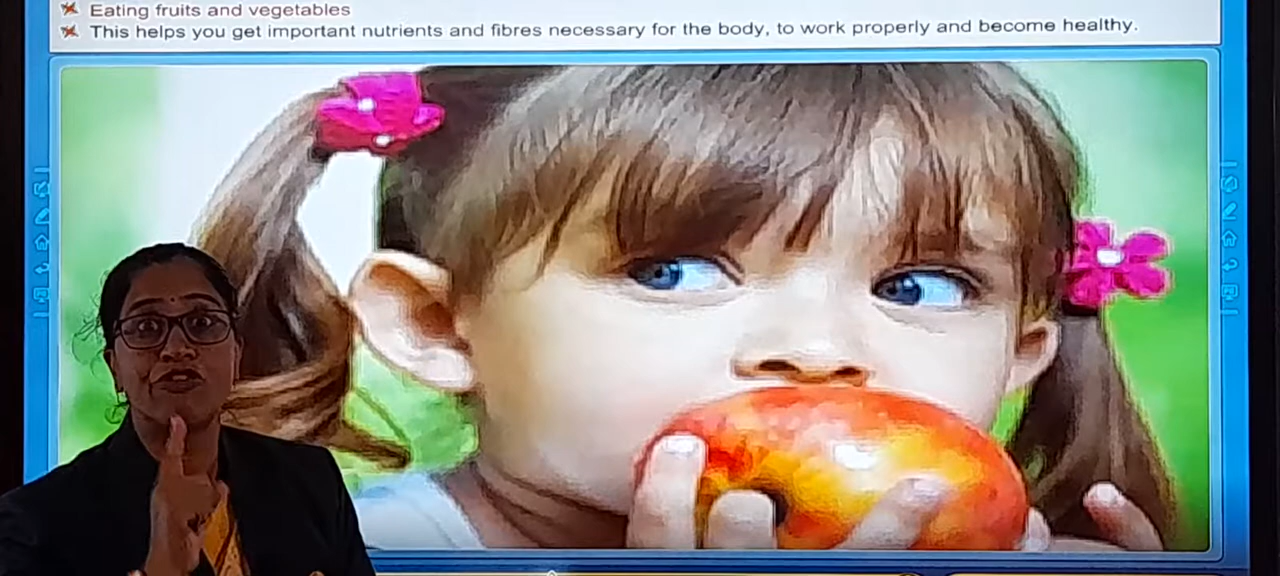 Eating fruits and vegetables
This helps you get important nutrients and fibres necessary for the body, to work properly and become healthy.